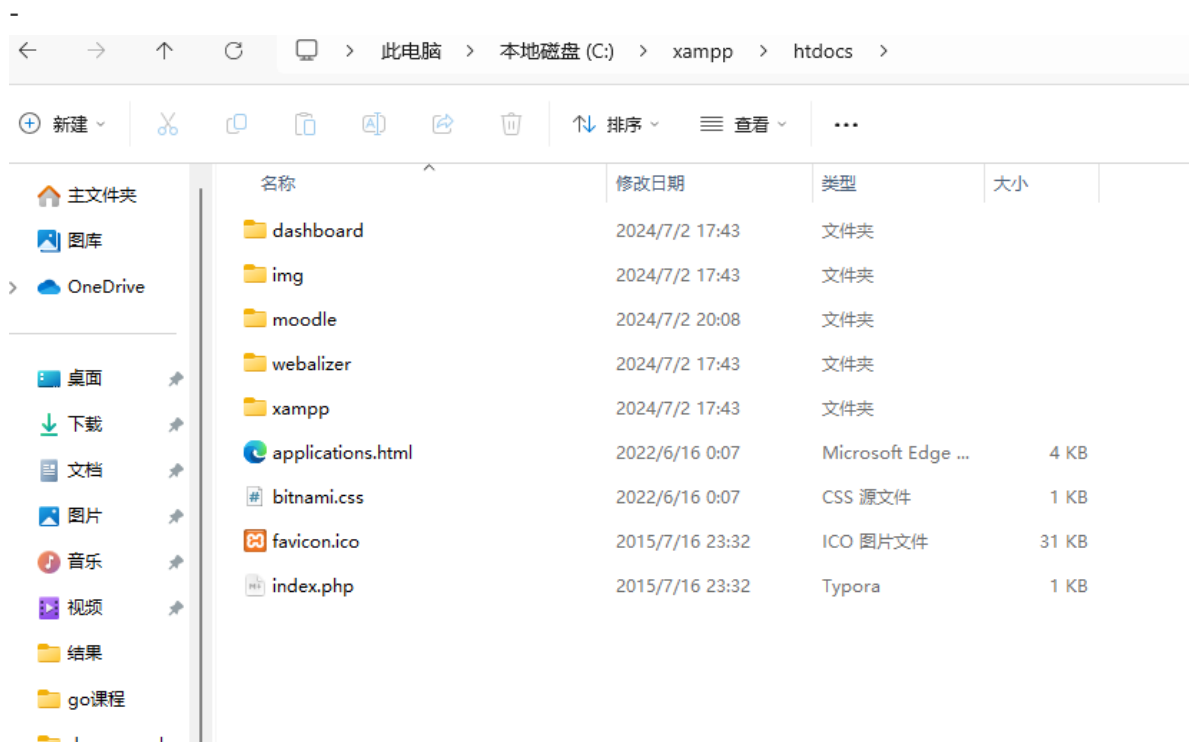 -
此电脑 > 本地磁盘 (C:) > xampp > htdocs >
新建 排序 查看 ...
名称 修改日期 类型 大小
主文件夹
图库
OneDrive
桌面
下载
文档
图片
音乐
视频
结果
go课程
dashboard 2024/7/2 17:43 文件夹
img 2024/7/2 17:43 文件夹
moodle 2024/7/2 20:08 文件夹
webalizer 2024/7/2 17:43 文件夹
xampp 2024/7/2 17:43 文件夹
applications.html 2022/6/16 0:07 Microsoft Edge ... 4 KB
bitnami.css 2022/6/16 0:07 CSS 源文件 1 KB
favicon.ico 2015/7/16 23:32 ICO 图片文件 31 KB
index.php 2015/7/16 23:32 Typora 1 KB